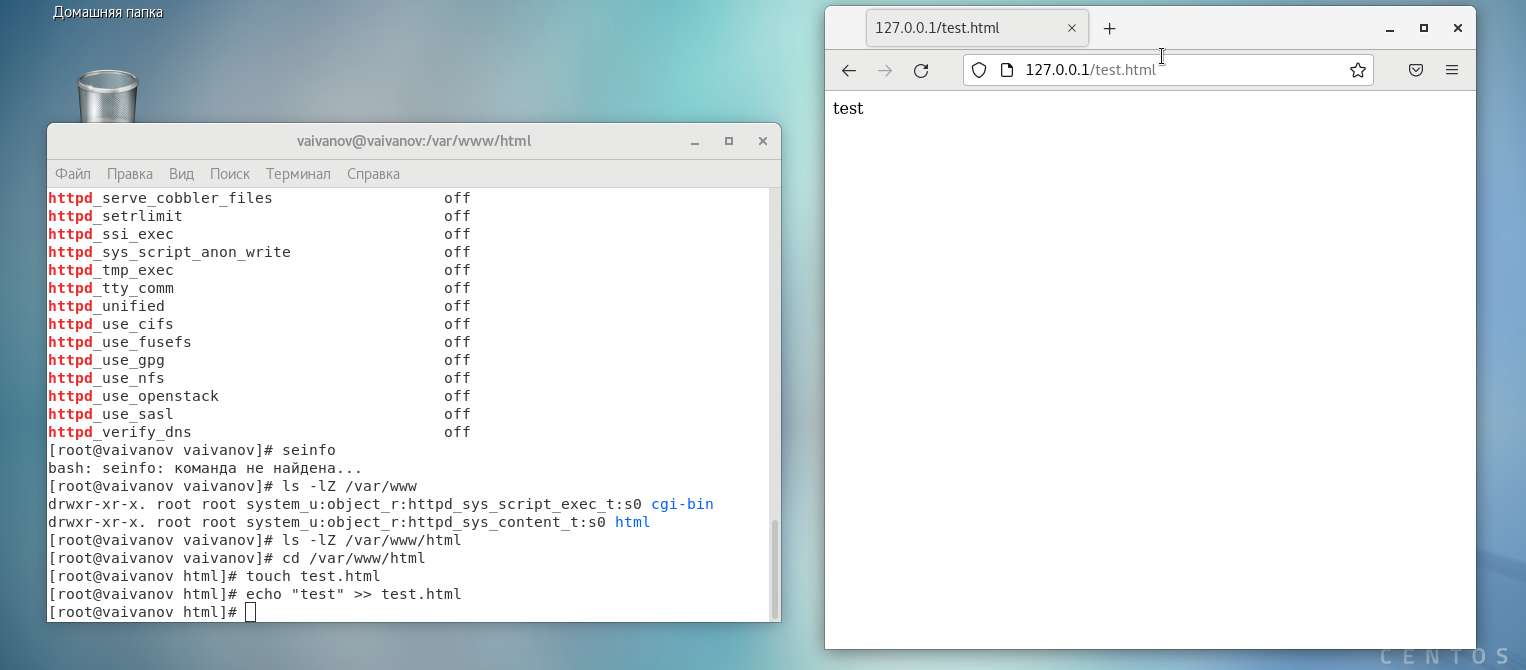 Домашняя папка
vaivanov@vaivanov:/var/www/html
Файл Правка Вид Поиск Терминал Справка
httpd_serve_cobbler_files off
httpd_setrlimit off
httpd_ssi_exec off
httpd_sys_script_anon_write off
httpd_tmp_exec off
httpd_tty_comm off
httpd_unified off
httpd_use_cifs off
httpd_use_fusefs off
httpd_use_gpg off
httpd_use_nfs off
httpd_use_openstack off
httpd_use_sasl off
httpd_verify_dns off
[root@vaivanov vaivanov]# seinfo
bash: seinfo: команда не найдена...
[root@vaivanov vaivanov]# ls -lZ /var/www
drwxr-xr-x. root root system_u:object_r:httpd_sys_script_exec_t:s0 cgi-bin
drwxr-xr-x. root root system_u:object_r:httpd_sys_content_t:s0 html
[root@vaivanov vaivanov]# ls -lZ /var/www/html
[root@vaivanov vaivanov]# cd /var/www/html
[root@vaivanov html]# touch test.html
[root@vaivanov html]# echo "test" >> test.html
[root@vaivanov html]#
127.0.0.1/test.html
127.0.0.1/test.html
test
CENTOS